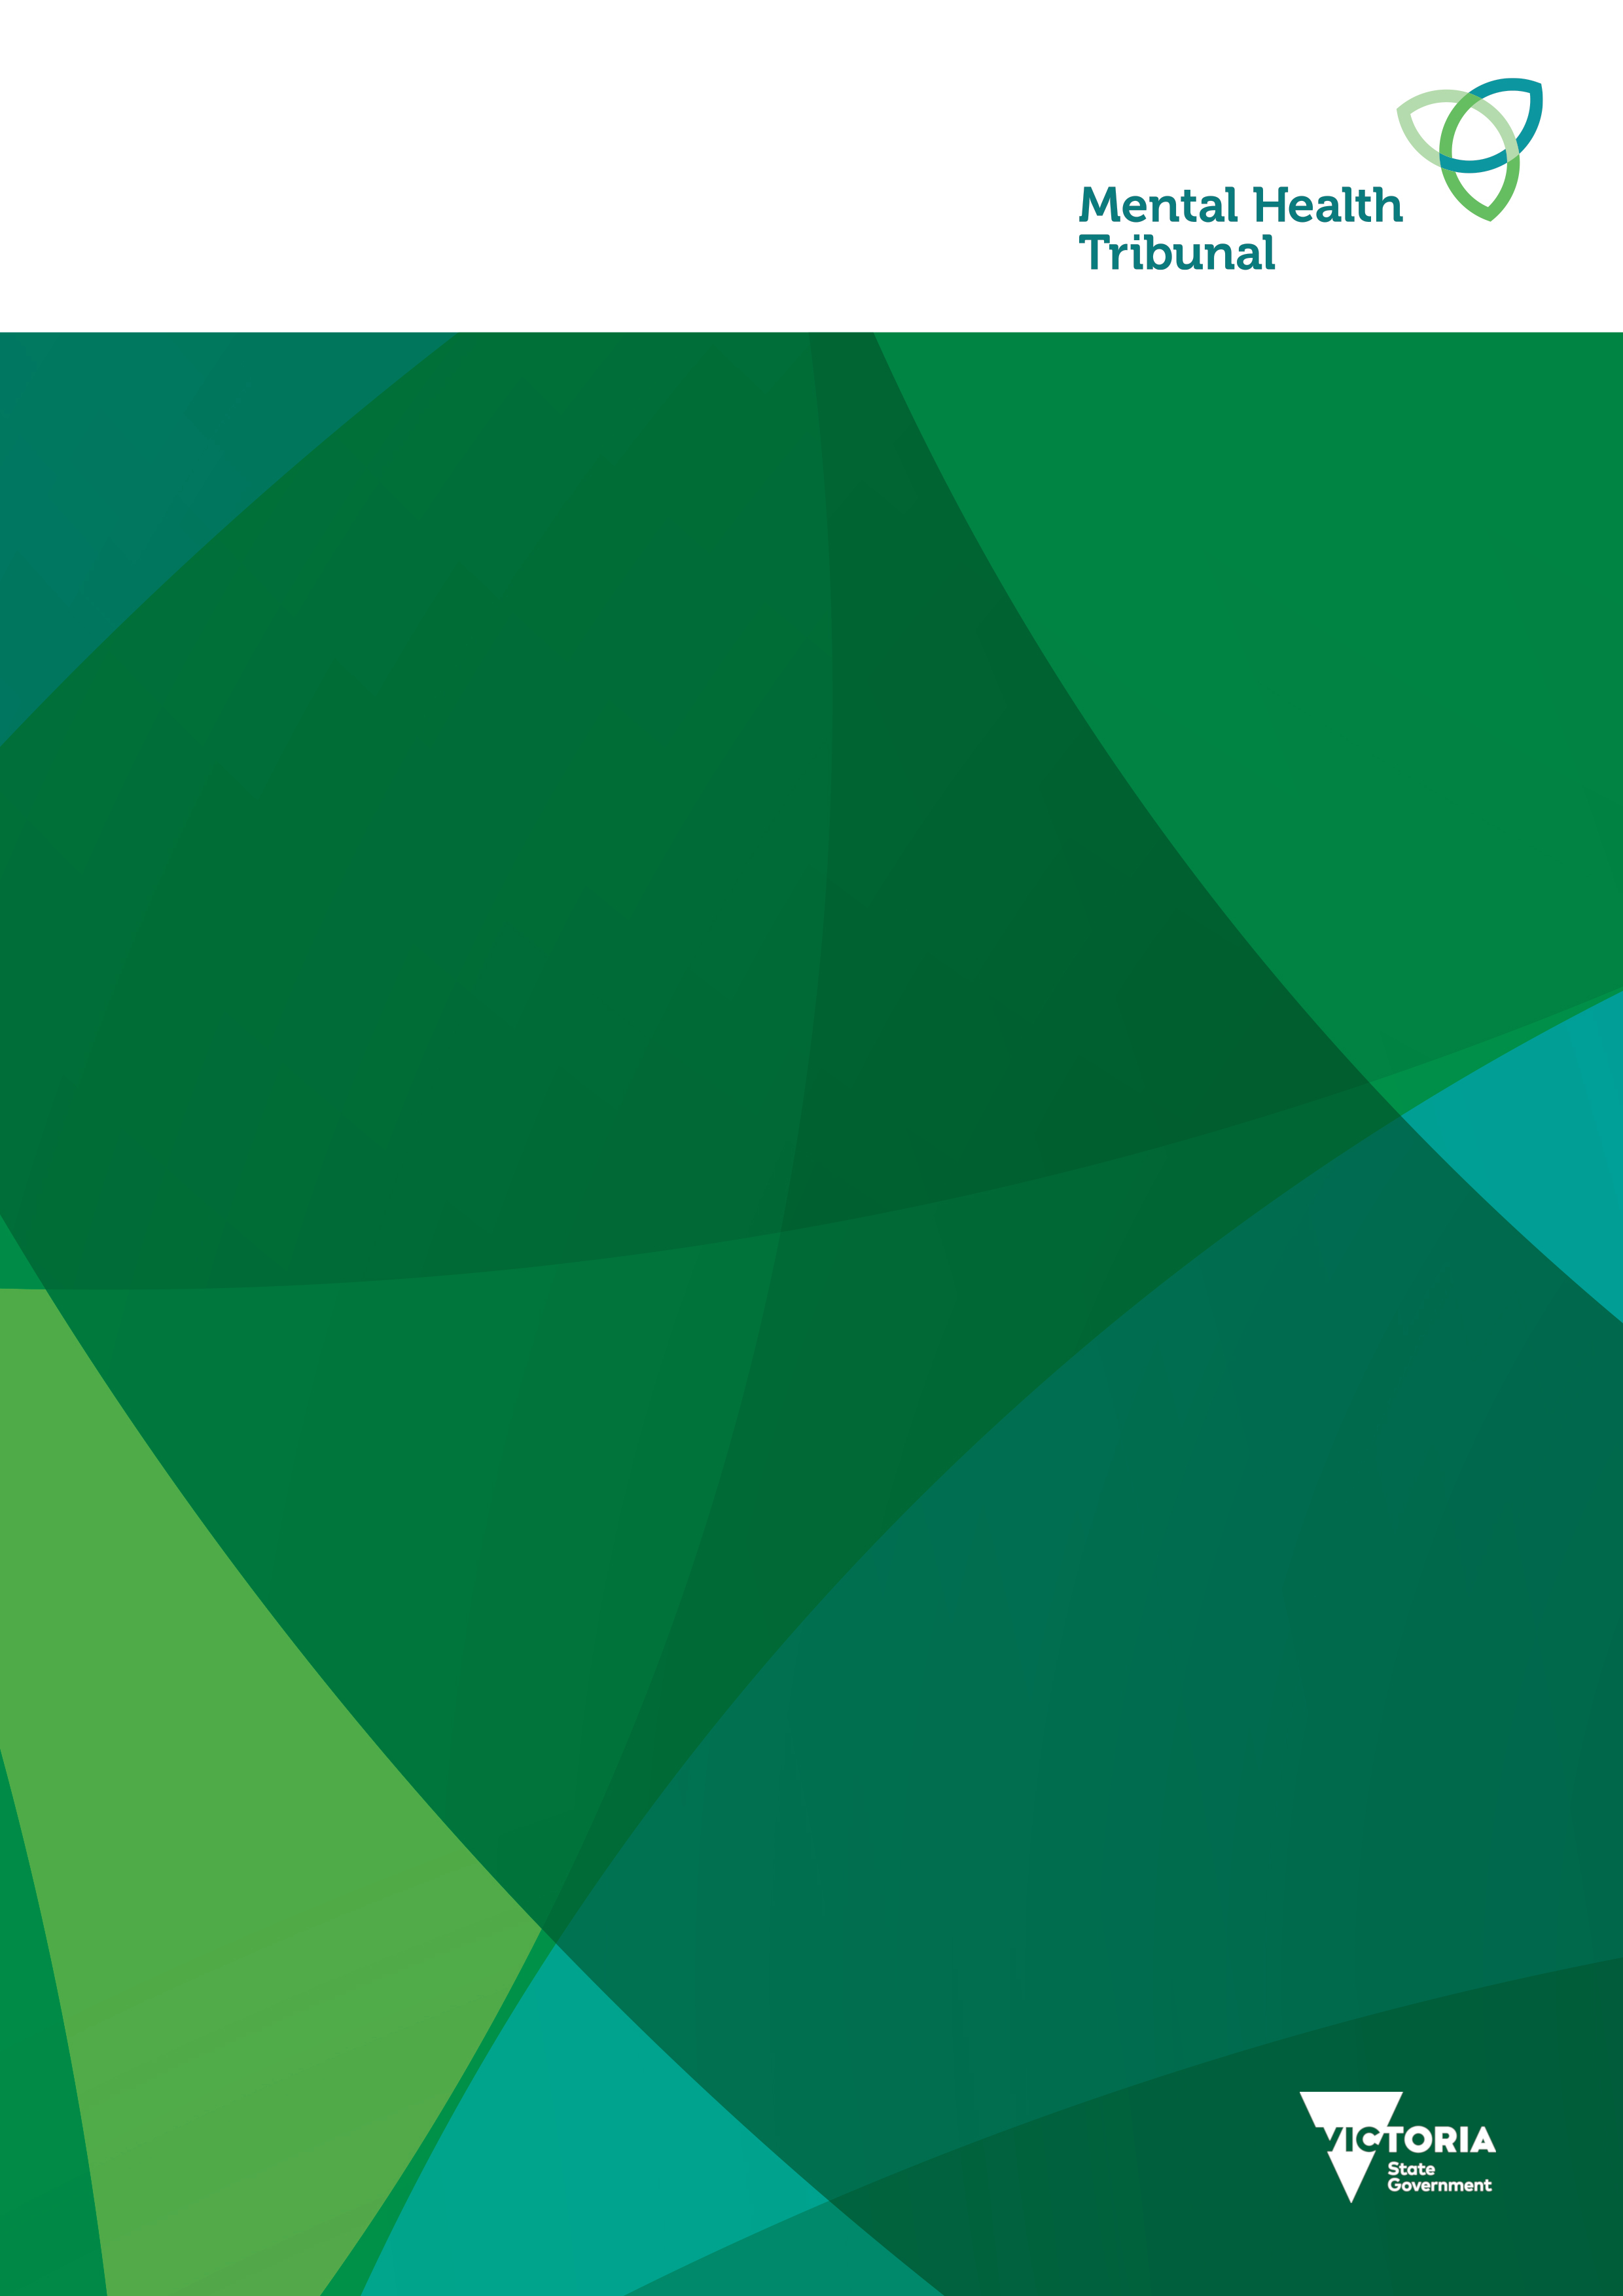 Mental Health
Tribunal
VICTORIA
State
Government